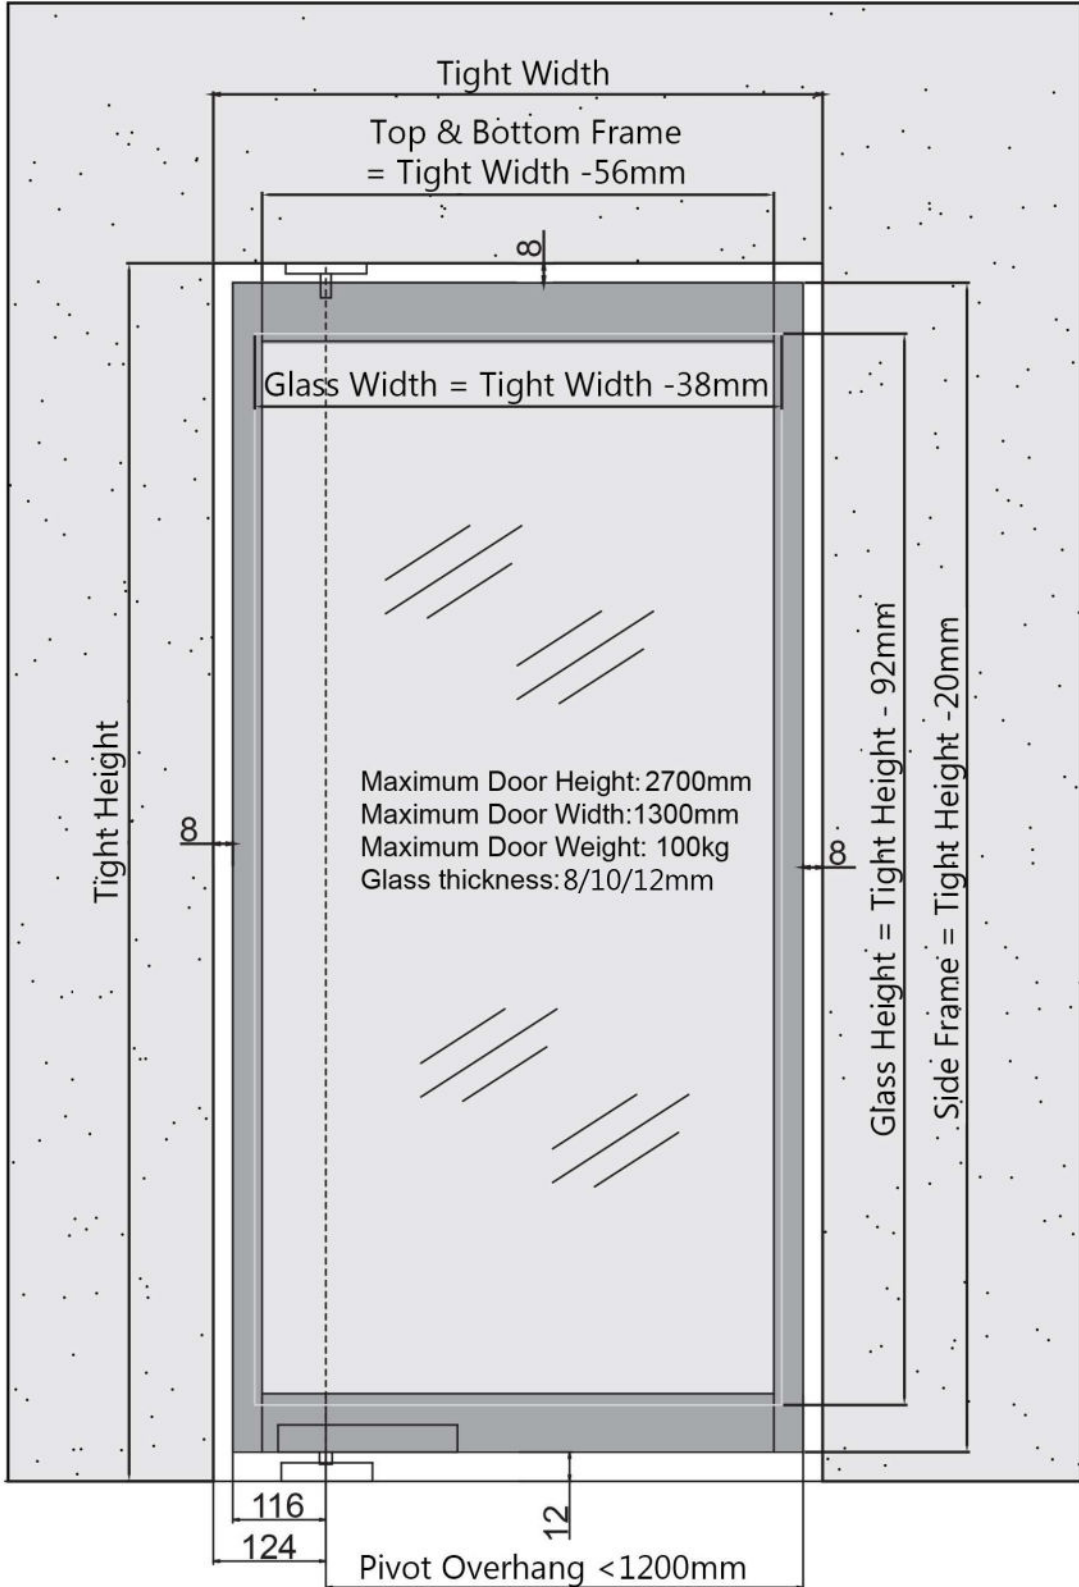 Tight Width
Top & Bottom Frame
= Tight Width -56mm
8
Glass Width = Tight Width -38mm
Maximum Door Height: 2700mm
Maximum Door Width:1300mm
Maximum Door Weight: 100kg
Glass thickness: 8/10/12mm
Tight Height
8
8
Glass Height = Tight Height - 92mm
Side Frame = Tight Height -20mm
116
124
12
Pivot Overhang <1200mm